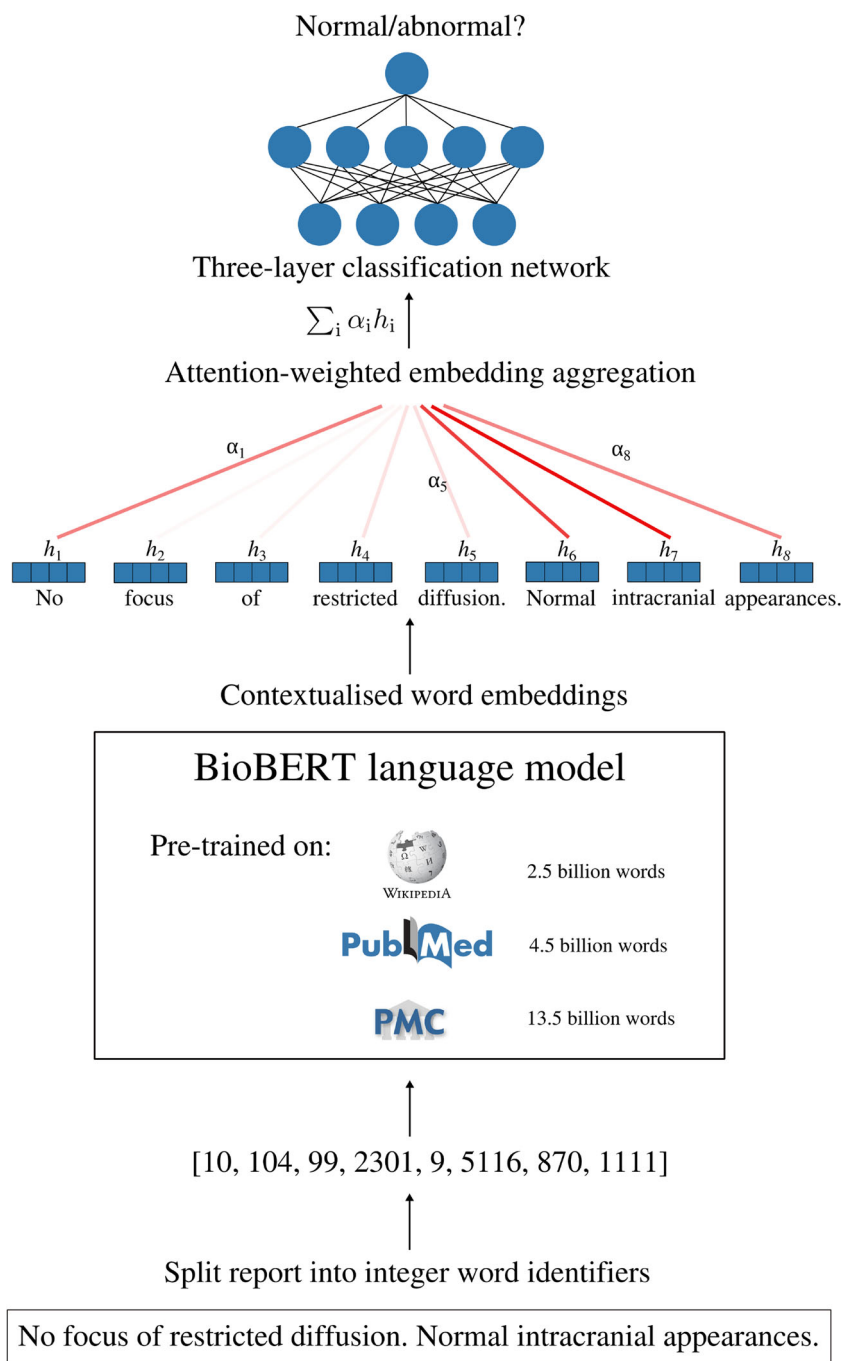 Normal/abnormal?
Three-layer classification network
∑ᵢ αᵢhᵢ
Attention-weighted embedding aggregation
α₁ α₅ α₈
h₁ h₂ h₃ h₄ h₅ h₆ h₇ h₈
No focus of restricted diffusion. Normal intracranial appearances.
Contextualised word embeddings
BioBERT language model
Pre-trained on:
WIKIPEDIA 2.5 billion words
PubMed 4.5 billion words
PMC 13.5 billion words
[10, 104, 99, 2301, 9, 5116, 870, 1111]
Split report into integer word identifiers
No focus of restricted diffusion. Normal intracranial appearances.